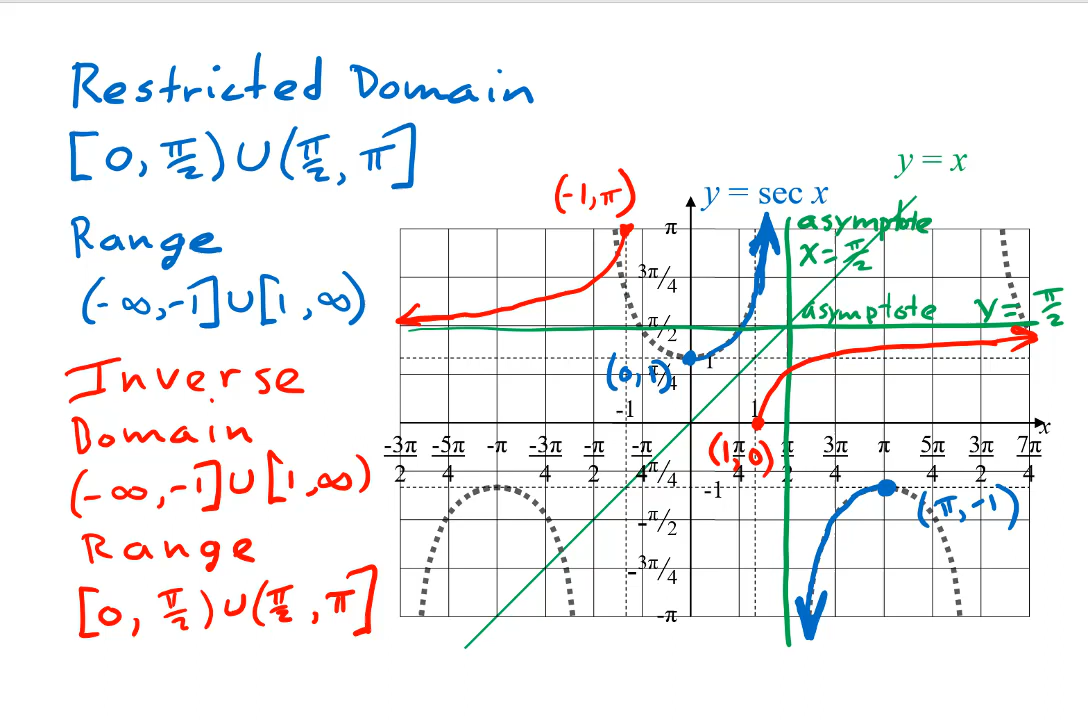 Restricted Domain
[0, π/2) ∪ (π/2, π]
Range
(-∞, -1] ∪ [1, ∞)
Inverse
Domain
(-∞, -1] ∪ [1, ∞)
Range
[0, π/2) ∪ (π/2, π]
y = x
(-1, π)
y = sec x
asymptote
x = π/2
π
3π/4
asymptote y = π/2
π/2
1
(0, 1)
π/4
-1
1
x
-3π/2 -5π/4 -π -3π/4 -π/2 -π/4 π/4 π/2 3π/4 π 5π/4 3π/2 7π/4
(1, 0)
-π/4
-1
(π, -1)
-π/2
-3π/4
-π